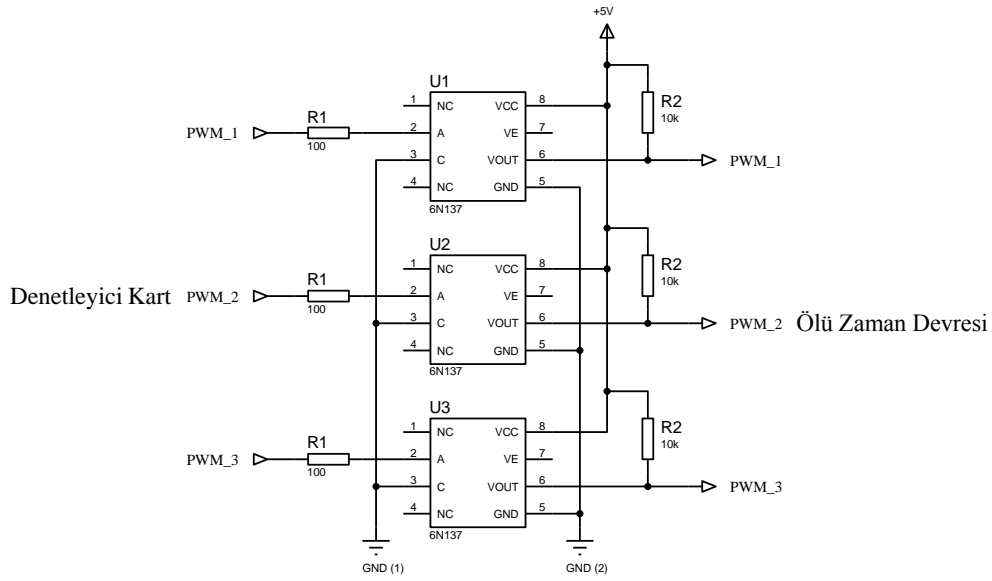 +5V
U1
1 NC VCC 8
R2
10k
R1
PWM_1
100
2 A VE 7
3 C VOUT 6
PWM_1
4 NC GND 5
6N137
U2
1 NC VCC 8
R2
10k
R1
Denetleyici Kart
PWM_2
100
2 A VE 7
3 C VOUT 6
PWM_2
Ölü Zaman Devresi
4 NC GND 5
6N137
U3
1 NC VCC 8
R2
10k
R1
PWM_3
100
2 A VE 7
3 C VOUT 6
PWM_3
4 NC GND 5
6N137
GND (1)
GND (2)